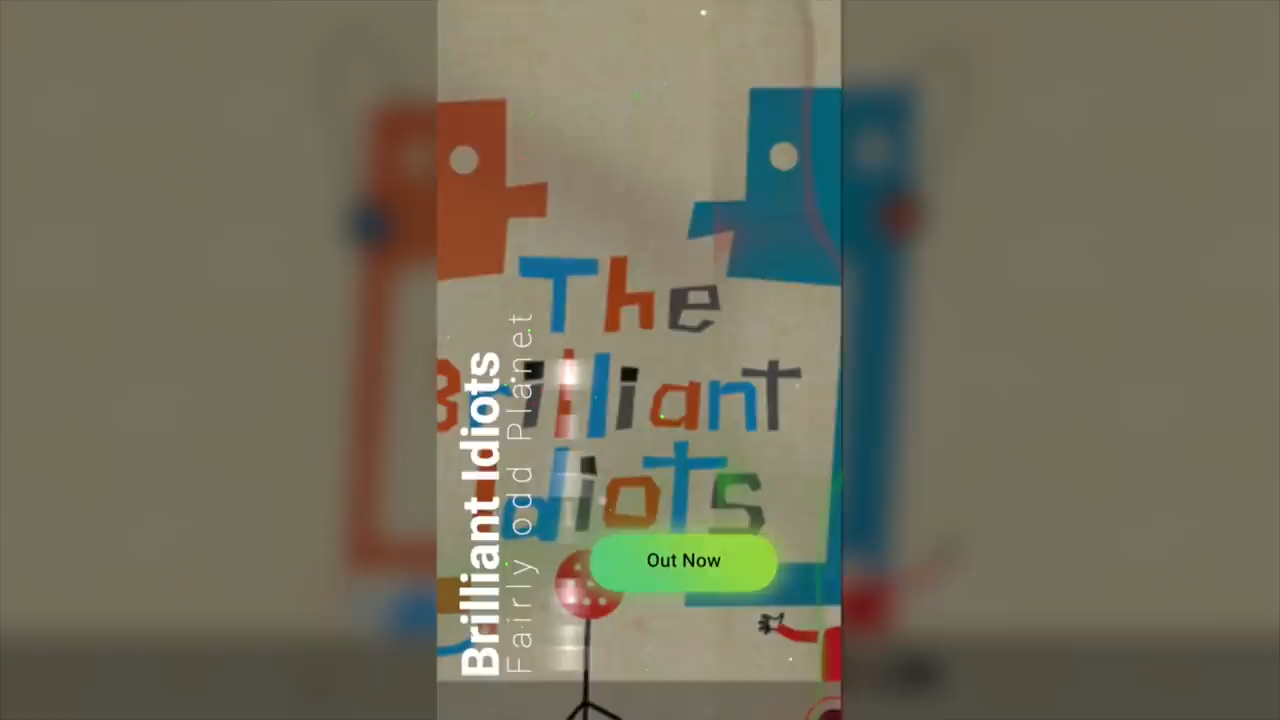 The
Brilliant
Idiots
Brilliant Idiots
Fairly odd Planet
Out Now